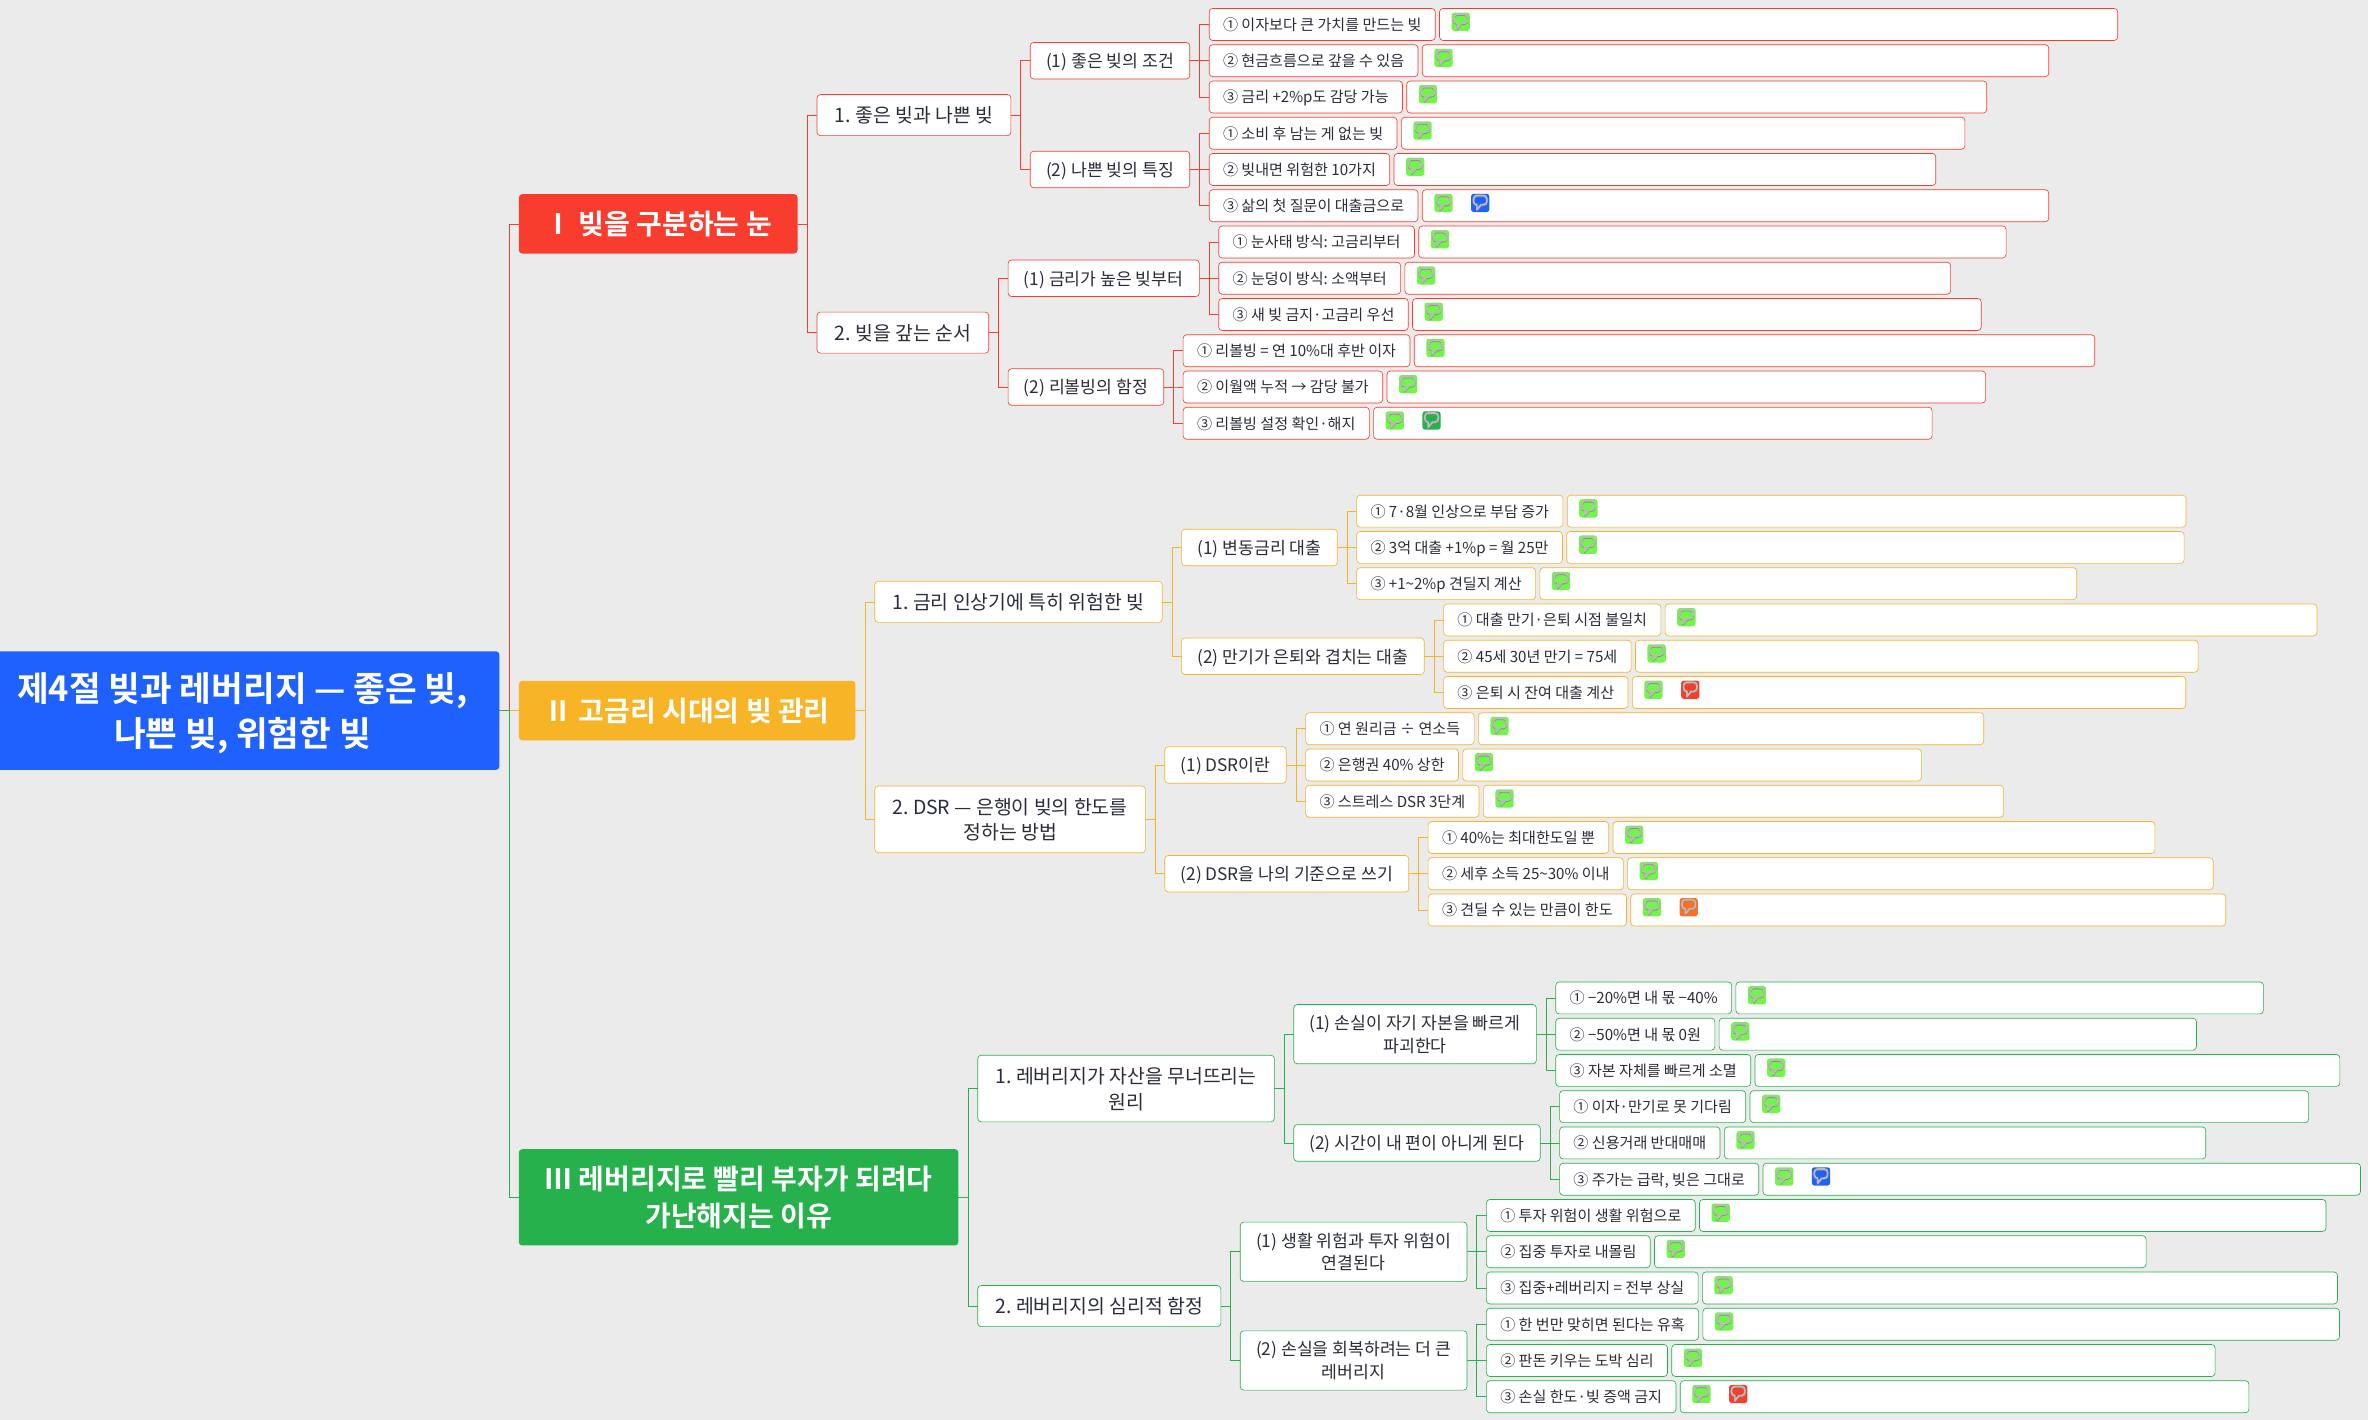 제4절 빚과 레버리지 — 좋은 빚,
나쁜 빚, 위험한 빚
Ⅰ 빚을 구분하는 눈
1. 좋은 빚과 나쁜 빚
(1) 좋은 빚의 조건
① 이자보다 큰 가치를 만드는 빚
② 현금흐름으로 갚을 수 있음
③ 금리 +2%p도 감당 가능
(2) 나쁜 빚의 특징
① 소비 후 남는 게 없는 빚
② 빚내면 위험한 10가지
③ 삶의 첫 질문이 대출금으로
2. 빚을 갚는 순서
(1) 금리가 높은 빚부터
① 눈사태 방식: 고금리부터
② 눈덩이 방식: 소액부터
③ 새 빚 금지·고금리 우선
(2) 리볼빙의 함정
① 리볼빙 = 연 10%대 후반 이자
② 이월액 누적 → 감당 불가
③ 리볼빙 설정 확인·해지
II 고금리 시대의 빚 관리
1. 금리 인상기에 특히 위험한 빚
(1) 변동금리 대출
① 7·8월 인상으로 부담 증가
② 3억 대출 +1%p = 월 25만
③ +1~2%p 견딜지 계산
(2) 만기가 은퇴와 겹치는 대출
① 대출 만기·은퇴 시점 불일치
② 45세 30년 만기 = 75세
③ 은퇴 시 잔여 대출 계산
2. DSR — 은행이 빚의 한도를
정하는 방법
(1) DSR이란
① 연 원리금 ÷ 연소득
② 은행권 40% 상한
③ 스트레스 DSR 3단계
(2) DSR을 나의 기준으로 쓰기
① 40%는 최대한도일 뿐
② 세후 소득 25~30% 이내
③ 견딜 수 있는 만큼이 한도
III 레버리지로 빨리 부자가 되려다
가난해지는 이유
1. 레버리지가 자산을 무너뜨리는
원리
(1) 손실이 자기 자본을 빠르게
파괴한다
① −20%면 내 몫 −40%
② −50%면 내 몫 0원
③ 자본 자체를 빠르게 소멸
(2) 시간이 내 편이 아니게 된다
① 이자·만기로 못 기다림
② 신용거래 반대매매
③ 주가는 급락, 빚은 그대로
2. 레버리지의 심리적 함정
(1) 생활 위험과 투자 위험이
연결된다
① 투자 위험이 생활 위험으로
② 집중 투자로 내몰림
③ 집중+레버리지 = 전부 상실
(2) 손실을 회복하려는 더 큰
레버리지
① 한 번만 맞히면 된다는 유혹
② 판돈 키우는 도박 심리
③ 손실 한도·빚 증액 금지